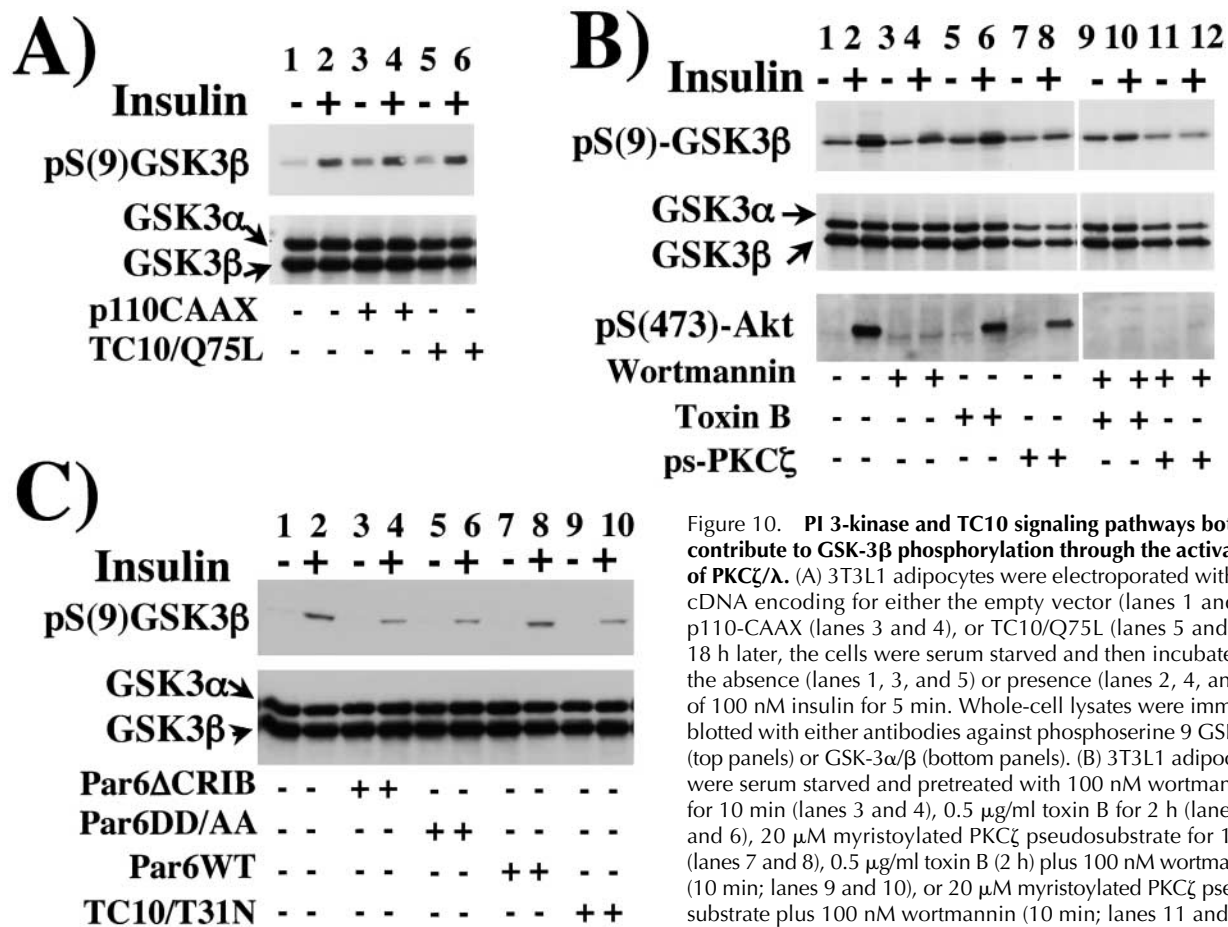 A)
1 2 3 4 5 6
Insulin - + - + - +
pS(9)GSK3β
GSK3α
GSK3β
p110CAAX - - + + - -
TC10/Q75L - - - - + +
B)
1 2 3 4 5 6 7 8 9 10 11 12
Insulin - + - + - + - + - + - +
pS(9)-GSK3β
GSK3α
GSK3β
pS(473)-Akt
Wortmannin - - + + - - - - + + + +
Toxin B - - - - + + - - + + - -
ps-PKCζ - - - - - - + + - - + +
C)
1 2 3 4 5 6 7 8 9 10
Insulin - + - + - + - + - +
pS(9)GSK3β
GSK3α
GSK3β
Par6ΔCRIB - - + + - - - - - -
Par6DD/AA - - - - + + - - - -
Par6WT - - - - - - + + - -
TC10/T31N - - - - - - - - + +
Figure 10. PI 3-kinase and TC10 signaling pathways bot
contribute to GSK-3β phosphorylation through the activa
of PKCζ/λ. (A) 3T3L1 adipocytes were electroporated with
cDNA encoding for either the empty vector (lanes 1 and
p110-CAAX (lanes 3 and 4), or TC10/Q75L (lanes 5 and
18 h later, the cells were serum starved and then incubate
the absence (lanes 1, 3, and 5) or presence (lanes 2, 4, an
of 100 nM insulin for 5 min. Whole-cell lysates were imm
blotted with either antibodies against phosphoserine 9 GSI
(top panels) or GSK-3α/β (bottom panels). (B) 3T3L1 adipoc
were serum starved and pretreated with 100 nM wortman
for 10 min (lanes 3 and 4), 0.5 μg/ml toxin B for 2 h (lane
and 6), 20 μM myristoylated PKCζ pseudosubstrate for 1
(lanes 7 and 8), 0.5 μg/ml toxin B (2 h) plus 100 nM wortma
(10 min; lanes 9 and 10), or 20 μM myristoylated PKCζ pse
substrate plus 100 nM wortmannin (10 min; lanes 11 and